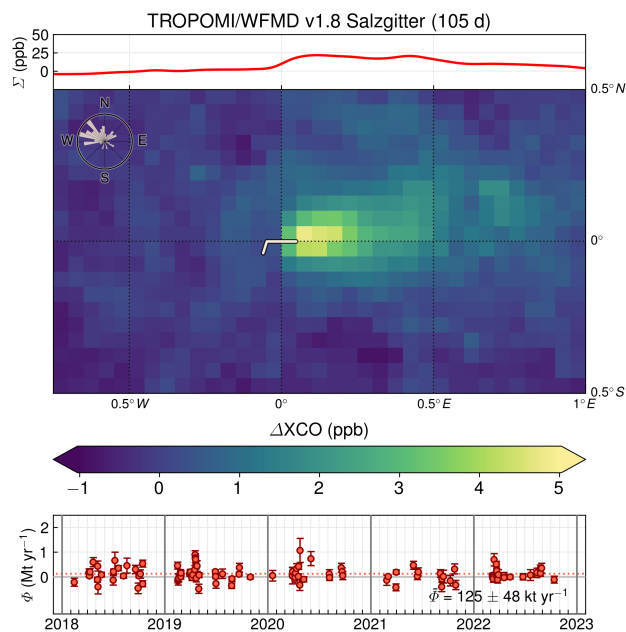 TROPOMI/WFMD v1.8 Salzgitter (105 d)
50
25
0
Σ (ppb)
0.5°N
N
W E
S
0°
0.5°S
0.5°W 0° 0.5°E 1°E
ΔXCO (ppb)
−1 0 1 2 3 4 5
2
1
0
Φ (Mt yr⁻¹)
Φ̄ = 125 ± 48 kt yr⁻¹
2018 2019 2020 2021 2022 2023